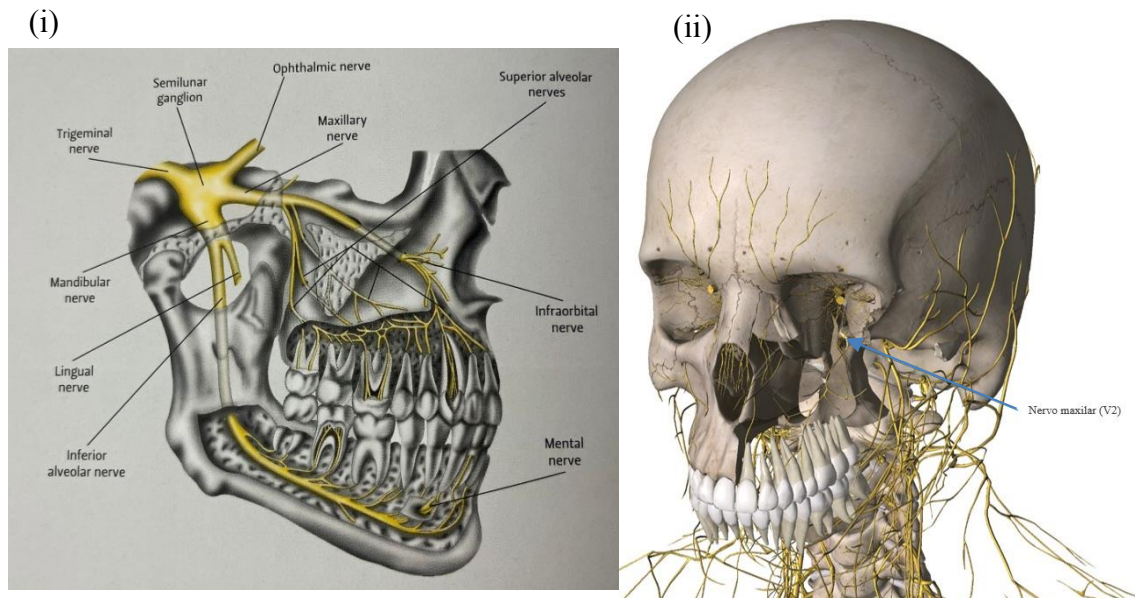 (i)
(ii)
Ophthalmic nerve
Semilunar
ganglion
Superior alveolar
nerves
Maxillary
nerve
Trigeminal
nerve
Mandibular
nerve
Infraorbital
nerve
Lingual
nerve
Inferior
alveolar nerve
Mental
nerve
Nervo maxilar (V2)